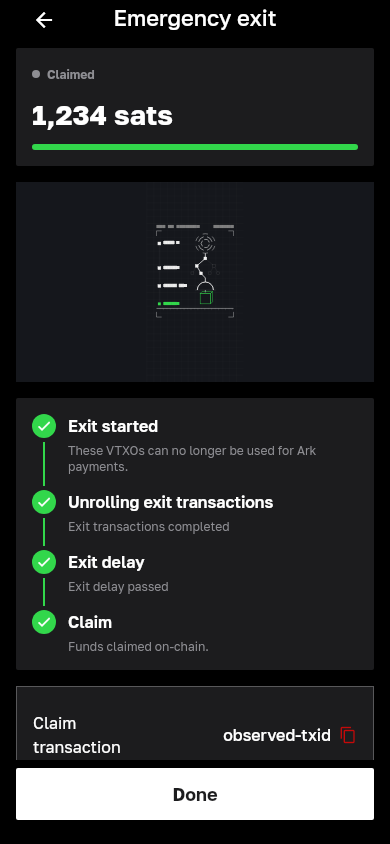 Emergency exit
Claimed
1,234 sats
Exit started
These VTXOs can no longer be used for Ark
payments.
Unrolling exit transactions
Exit transactions completed
Exit delay
Exit delay passed
Claim
Funds claimed on-chain.
Claim
transaction
observed-txid
Done